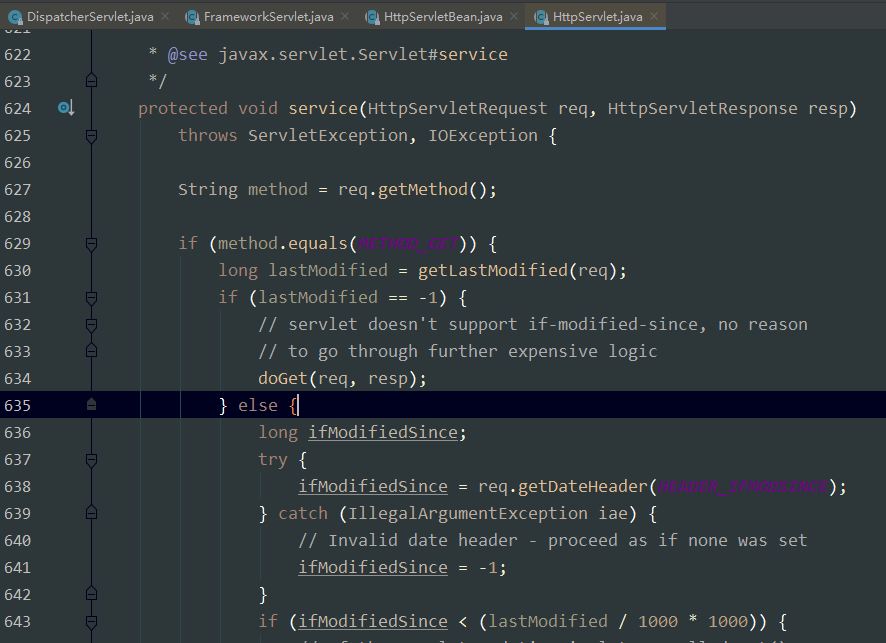 DispatcherServlet.java FrameworkServlet.java HttpServletBean.java HttpServlet.java
621
622 * @see javax.servlet.Servlet#service
623 */
624 protected void service(HttpServletRequest req, HttpServletResponse resp)
625 throws ServletException, IOException {
626
627 String method = req.getMethod();
628
629 if (method.equals(METHOD_GET)) {
630 long lastModified = getLastModified(req);
631 if (lastModified == -1) {
632 // servlet doesn't support if-modified-since, no reason
633 // to go through further expensive logic
634 doGet(req, resp);
635 } else {
636 long ifModifiedSince;
637 try {
638 ifModifiedSince = req.getDateHeader(HEADER_IFMODSINCE);
639 } catch (IllegalArgumentException iae) {
640 // Invalid date header - proceed as if none was set
641 ifModifiedSince = -1;
642 }
643 if (ifModifiedSince < (lastModified / 1000 * 1000)) {